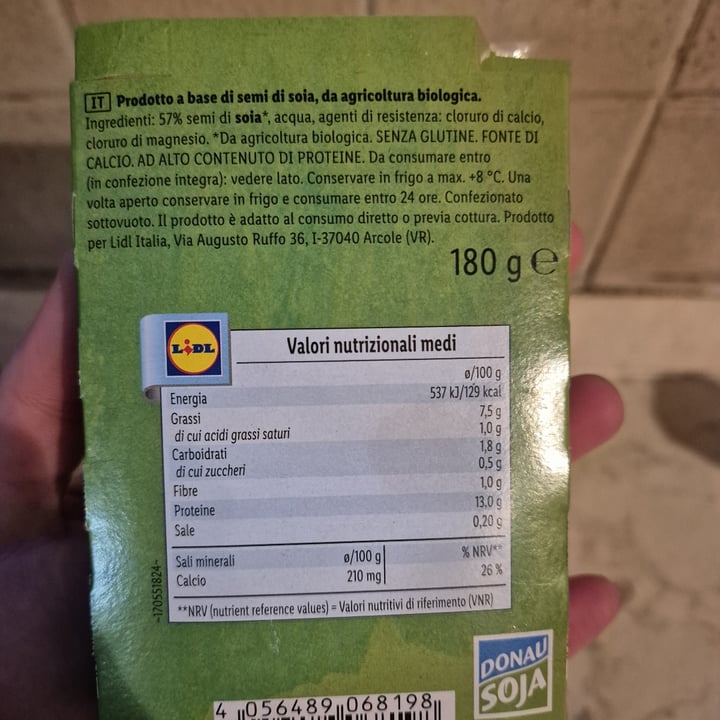 IT Prodotto a base di semi di soia, da agricoltura biologica.
Ingredienti: 57% semi di soia*, acqua, agenti di resistenza: cloruro di calcio,
cloruro di magnesio. *Da agricoltura biologica. SENZA GLUTINE. FONTE DI
CALCIO. AD ALTO CONTENUTO DI PROTEINE. Da consumare entro
(in confezione integra): vedere lato. Conservare in frigo a max. +8 °C. Una
volta aperto conservare in frigo e consumare entro 24 ore. Confezionato
sottovuoto. Il prodotto è adatto al consumo diretto o previa cottura. Prodotto
per Lidl Italia, Via Augusto Ruffo 36, I-37040 Arcole (VR).
180 g e
LIDL
Valori nutrizionali medi
ø/100 g
Energia 537 kJ/129 kcal
Grassi 7,5 g
di cui acidi grassi saturi 1,0 g
Carboidrati 1,8 g
di cui zuccheri 0,5 g
Fibre 1,0 g
Proteine 13,0 g
Sale 0,20 g
Sali minerali ø/100 g % NRV**
Calcio 210 mg 26 %
**NRV (nutrient reference values) = Valori nutritivi di riferimento (VNR)
-170551824-
DONAU
SOJA
4 056489 068198